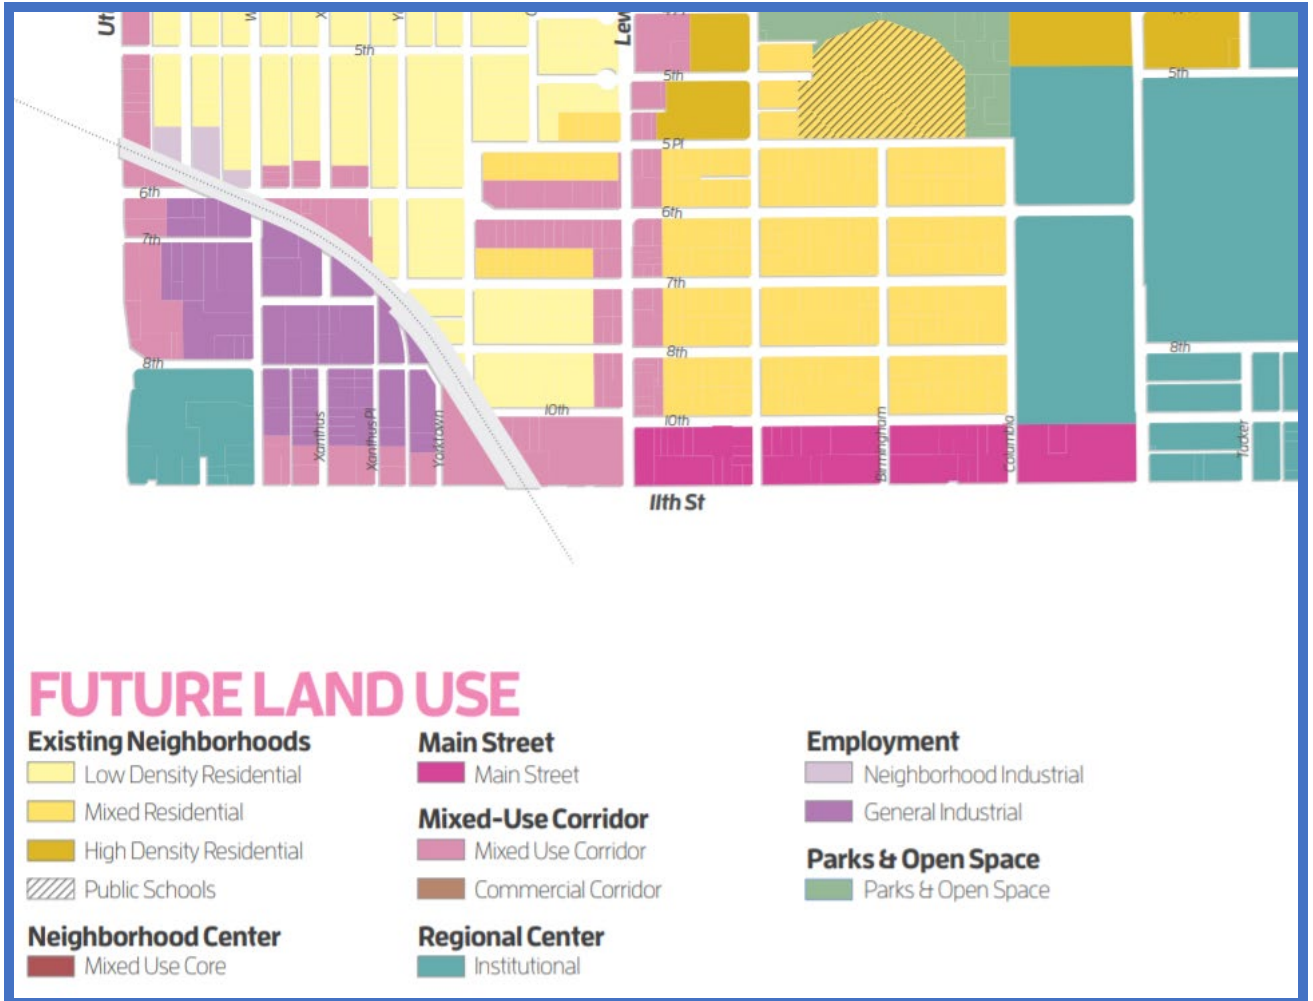 5th
5th
5th
5 Pl
6th
6th
7th
7th
8th
8th
8th
10th
10th
Xanthus
Xanthus Pl
Yorktown
Birmingham
Columbia
Tucker
11th St
FUTURE LAND USE
Existing Neighborhoods
Low Density Residential
Mixed Residential
High Density Residential
Public Schools
Neighborhood Center
Mixed Use Core
Main Street
Main Street
Mixed-Use Corridor
Mixed Use Corridor
Commercial Corridor
Regional Center
Institutional
Employment
Neighborhood Industrial
General Industrial
Parks & Open Space
Parks & Open Space